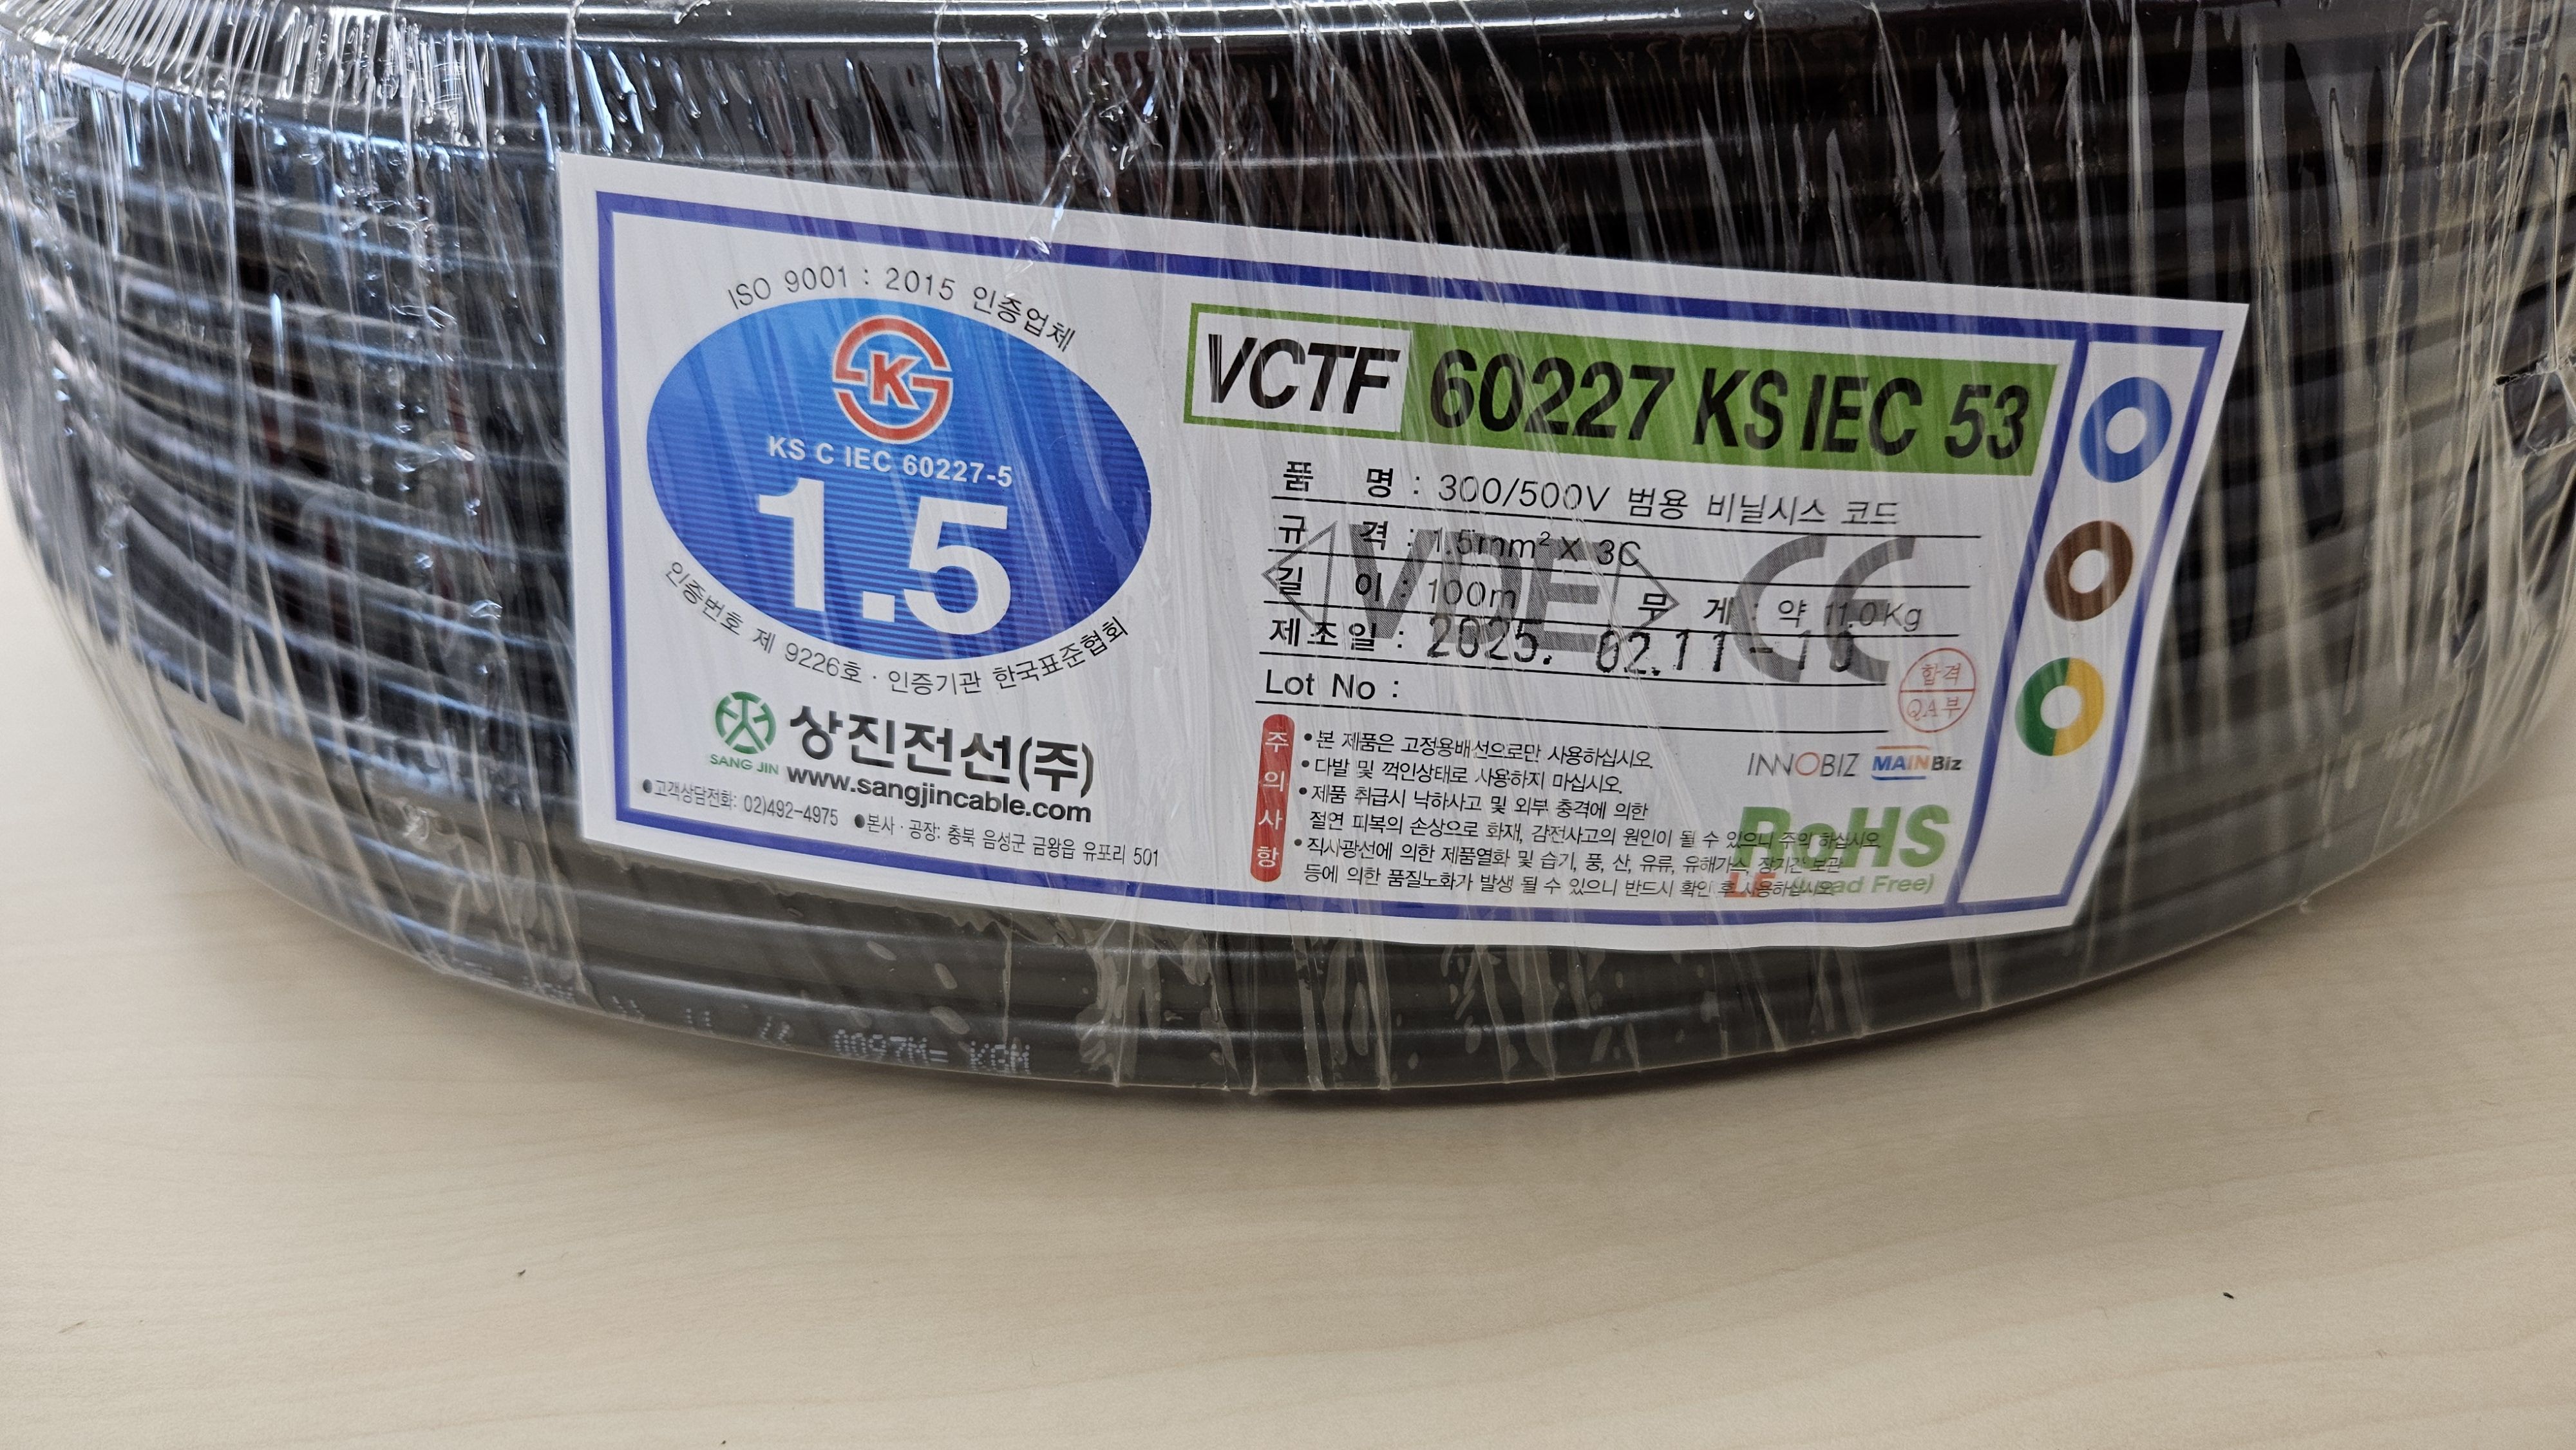 ISO 9001 : 2015 인증업체
KS C IEC 60227-5
1.5
인증번호 제 9226호 · 인증기관 한국표준협회
SANG JIN
상진전선(주)
www.sangjincable.com
●고객상담전화: 02)492-4975 ●본사 · 공장: 충북 음성군 금왕읍 유포리 501
VCTF 60227 KS IEC 53
품 명 : 300/500V 범용 비닐시스 코드
규 격 : 1.5mm² X 3C
길 이 : 100m 무 게 : 약 11.0Kg
제조일 : 2025. 02.11-10
Lot No :
VDE CE
합격
QA부
INNOBIZ MAINBiz
주의사항
• 본 제품은 고정용배선으로만 사용하십시오.
• 다발 및 꺽인상태로 사용하지 마십시오.
• 제품 취급시 낙하사고 및 외부 충격에 의한
절연 피복의 손상으로 화재, 감전사고의 원인이 될 수 있으니 주의 하십시오.
• 직사광선에 의한 제품열화 및 습기, 풍, 산, 유류, 유해가스, 장기간 보관
등에 의한 품질노화가 발생 될 수 있으니 반드시 확인 후 사용하십시오.
RoHS
LF (Lead Free)
0097M= KGM